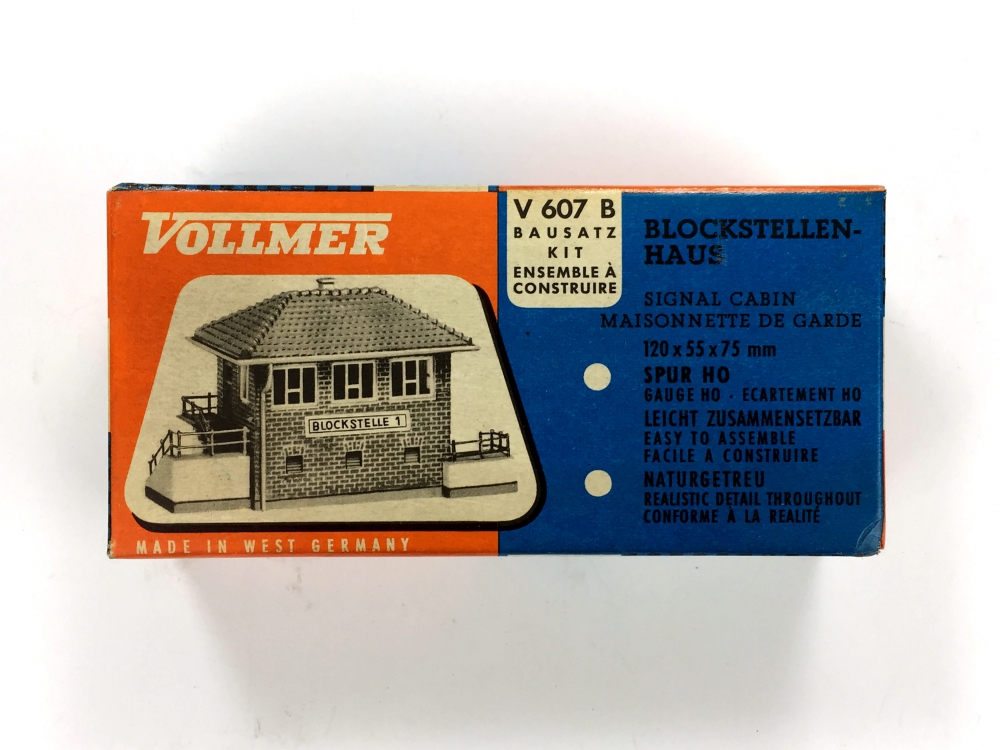 VOLLMER
BLOCKSTELLE 1
MADE IN WEST GERMANY
V 607 B
BAUSATZ
KIT
ENSEMBLE À
CONSTRUIRE
BLOCKSTELLEN-
HAUS
SIGNAL CABIN
MAISONNETTE DE GARDE
120 x 55 x 75 mm
SPUR HO
GAUGE HO · ECARTEMENT HO
LEICHT ZUSAMMENSETZBAR
EASY TO ASSEMBLE
FACILE A CONSTRUIRE
NATURGETREU
REALISTIC DETAIL THROUGHOUT
CONFORME À LA REALITÉ